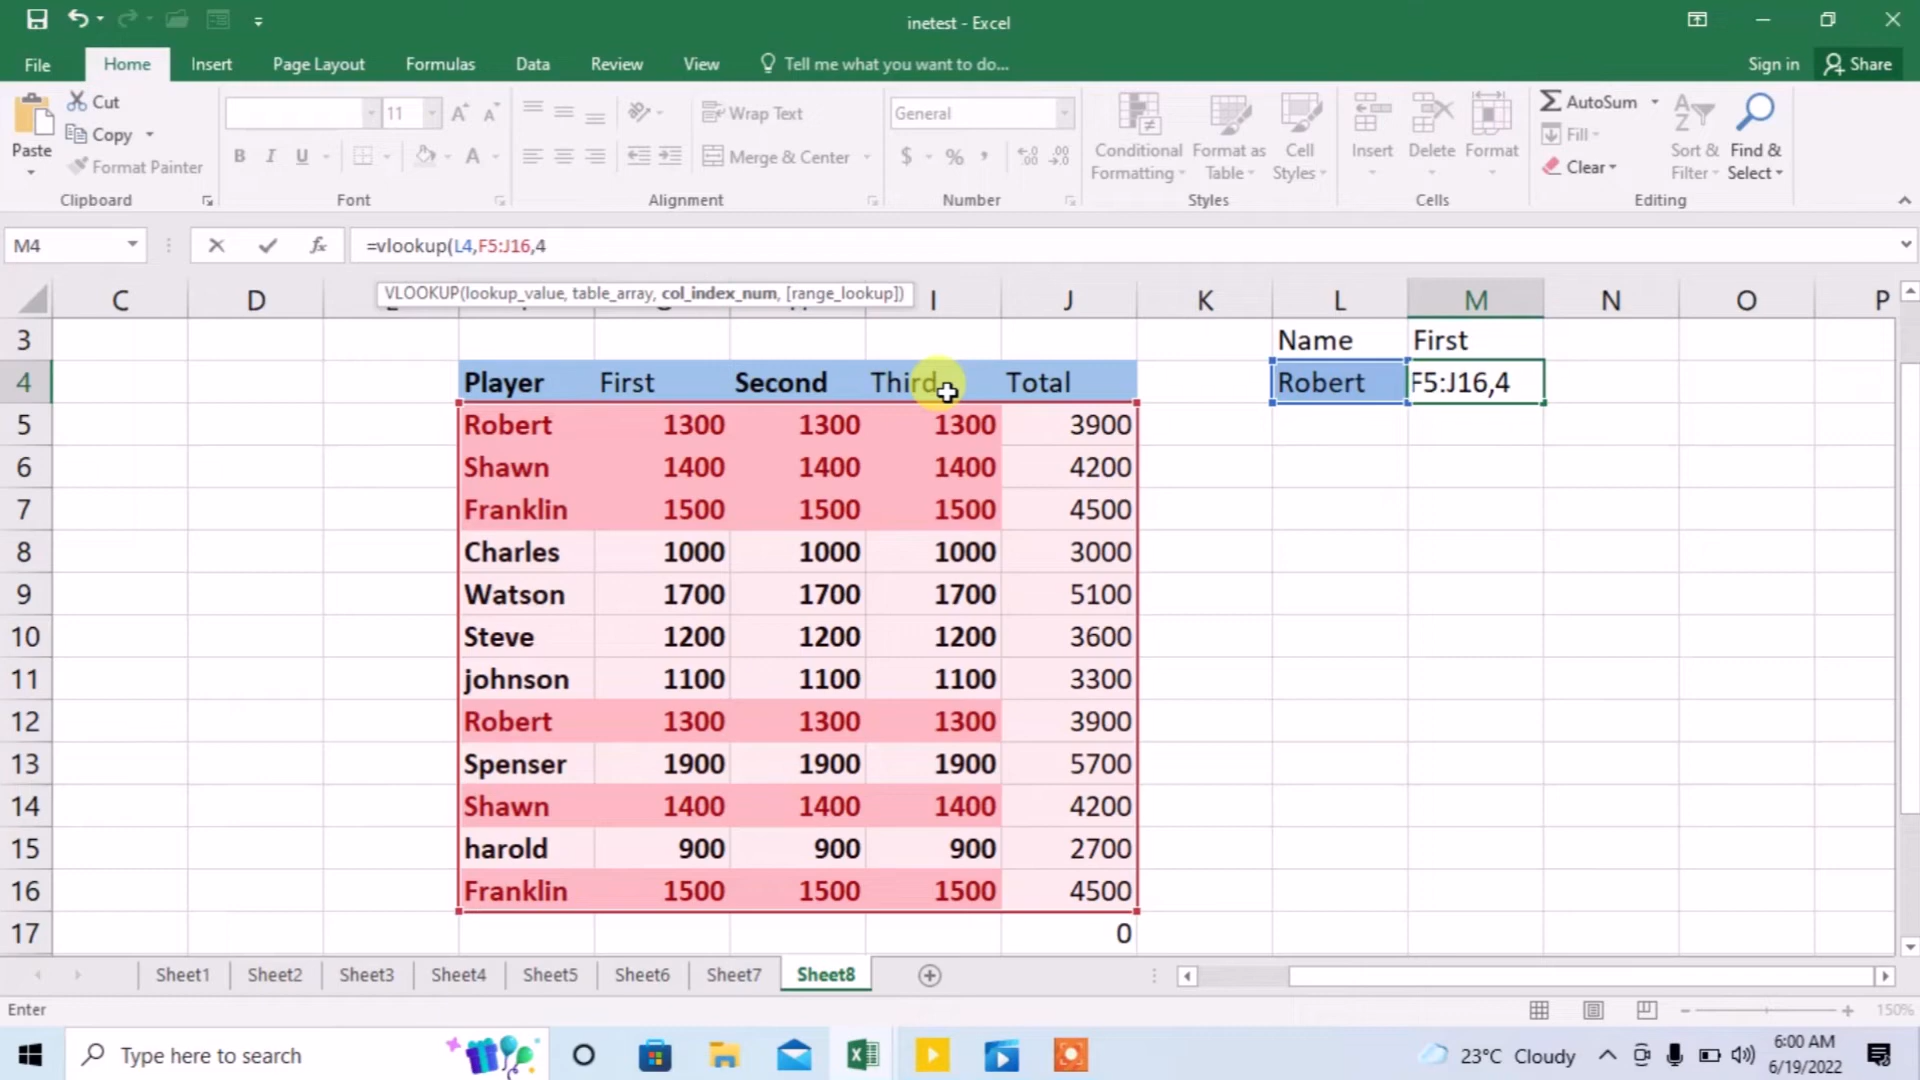 inetest - Excel
File Home Insert Page Layout Formulas Data Review View Tell me what you want to do... Sign in Share
Paste Cut Copy Format Painter Clipboard
11 A A B I U A Font
Wrap Text Merge & Center Alignment
General $ % , Number
Conditional Formatting Format as Table Cell Styles Styles
Insert Delete Format Cells
AutoSum Fill Clear Sort & Filter Find & Select Editing
M4 fx =vlookup(L4,F5:J16,4
VLOOKUP(lookup_value, table_array, col_index_num, [range_lookup])
C D I J K L M N O P
3 Name First
4 Player First Second Third Total Robert F5:J16,4
5 Robert 1300 1300 1300 3900
6 Shawn 1400 1400 1400 4200
7 Franklin 1500 1500 1500 4500
8 Charles 1000 1000 1000 3000
9 Watson 1700 1700 1700 5100
10 Steve 1200 1200 1200 3600
11 johnson 1100 1100 1100 3300
12 Robert 1300 1300 1300 3900
13 Spenser 1900 1900 1900 5700
14 Shawn 1400 1400 1400 4200
15 harold 900 900 900 2700
16 Franklin 1500 1500 1500 4500
17 0
Sheet1 Sheet2 Sheet3 Sheet4 Sheet5 Sheet6 Sheet7 Sheet8
Enter 150%
Type here to search 23°C Cloudy 6:00 AM
6/19/2022